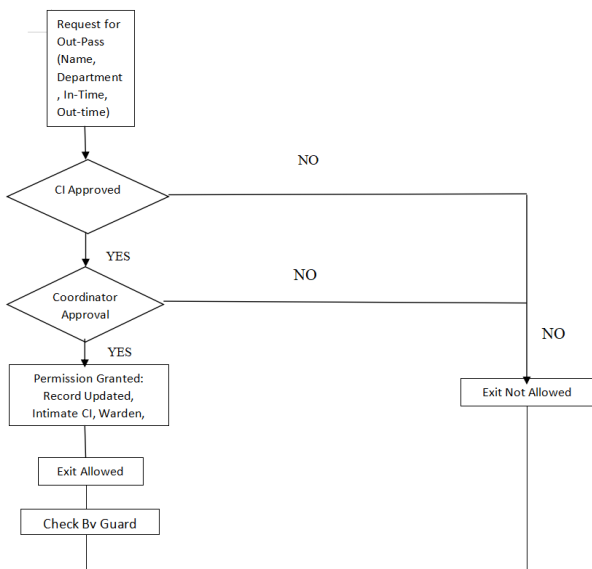 Request for
Out-Pass
(Name,
Department
, In-Time,
Out-time)
NO
CI Approved
YES
NO
Coordinator
Approval
NO
YES
Permission Granted:
Record Updated,
Intimate CI, Warden,
Exit Not Allowed
Exit Allowed
Check By Guard